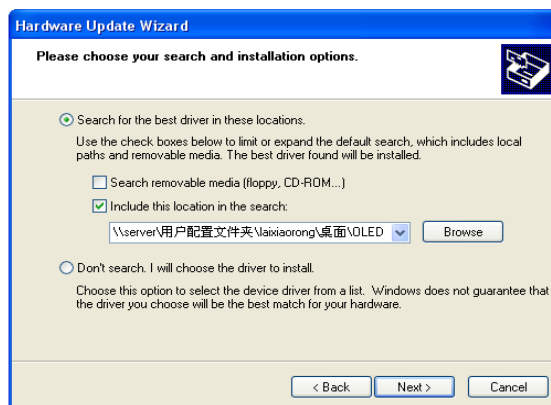 Hardware Update Wizard
Please choose your search and installation options.
Search for the best driver in these locations.
Use the check boxes below to limit or expand the default search, which includes local
paths and removable media. The best driver found will be installed.
Search removable media (floppy, CD-ROM...)
Include this location in the search:
\\server\用户配置文件夹\laixiaorong\桌面\OLED
Browse
Don't search. I will choose the driver to install.
Choose this option to select the device driver from a list. Windows does not guarantee that
the driver you choose will be the best match for your hardware.
< Back Next > Cancel